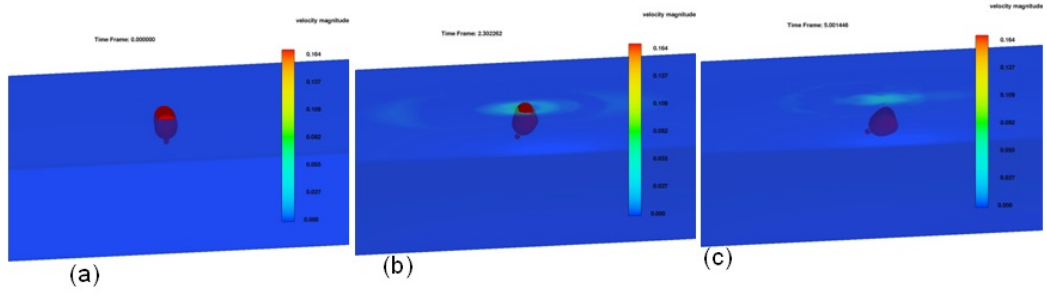 velocity magnitude
Time Frame: 0.000000
0.164
0.137
0.109
0.082
0.055
0.027
0.000
(a)
velocity magnitude
Time Frame: 2.302262
0.164
0.137
0.109
0.082
0.055
0.027
0.000
(b)
velocity magnitude
Time Frame: 5.001446
0.164
0.137
0.109
0.082
0.055
0.027
0.000
(c)